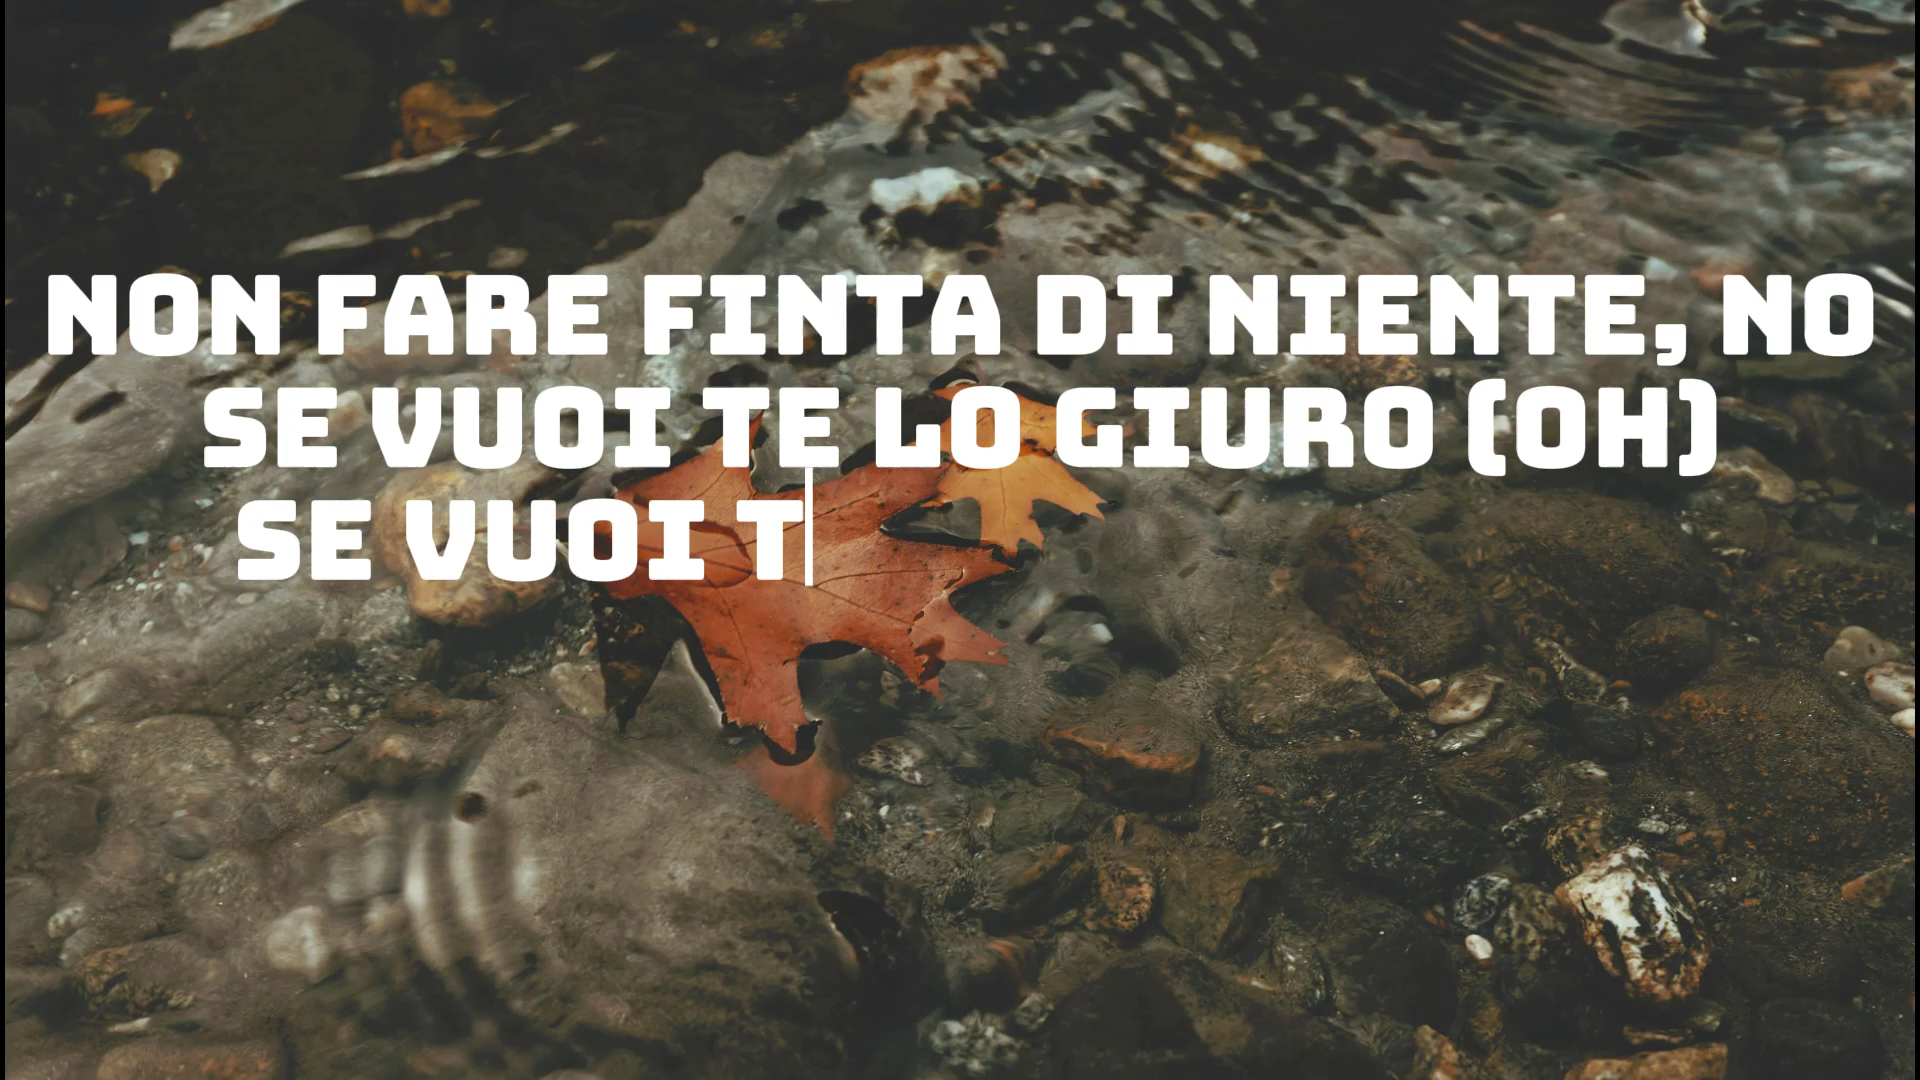 NON FARE FINTA DI NIENTE, NO
SE VUOI TE LO GIURO (OH)
SE VUOI T